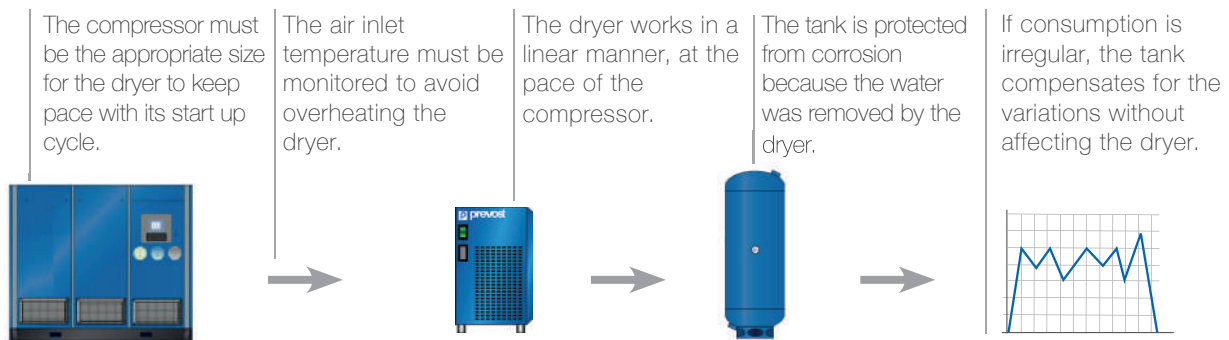 The compressor must
be the appropriate size
for the dryer to keep
pace with its start up
cycle.
The air inlet
temperature must be
monitored to avoid
overheating the
dryer.
The dryer works in a
linear manner, at the
pace of the
compressor.
The tank is protected
from corrosion
because the water
was removed by the
dryer.
If consumption is
irregular, the tank
compensates for the
variations without
affecting the dryer.
prevost